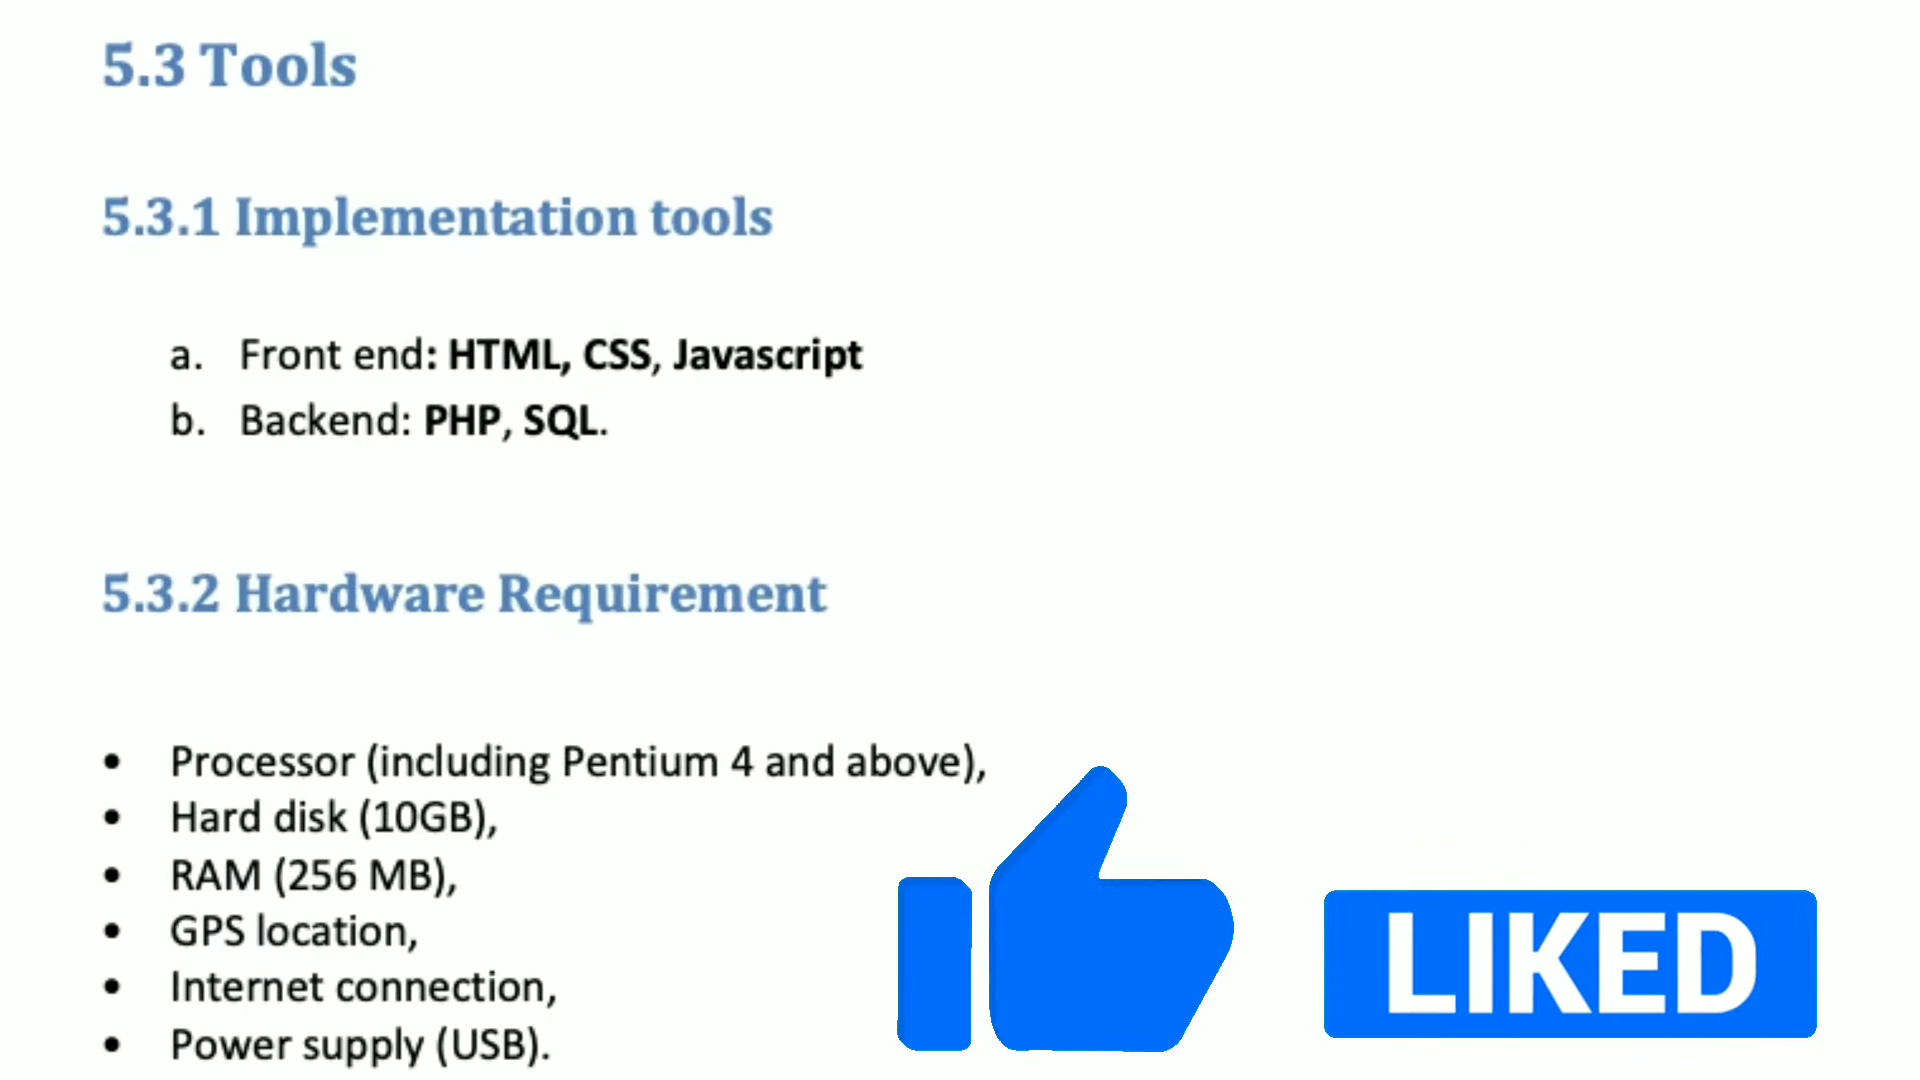 5.3 Tools
5.3.1 Implementation tools
a. Front end: HTML, CSS, Javascript
b. Backend: PHP, SQL.
5.3.2 Hardware Requirement
• Processor (including Pentium 4 and above),
• Hard disk (10GB),
• RAM (256 MB),
• GPS location,
• Internet connection,
• Power supply (USB).
LIKED